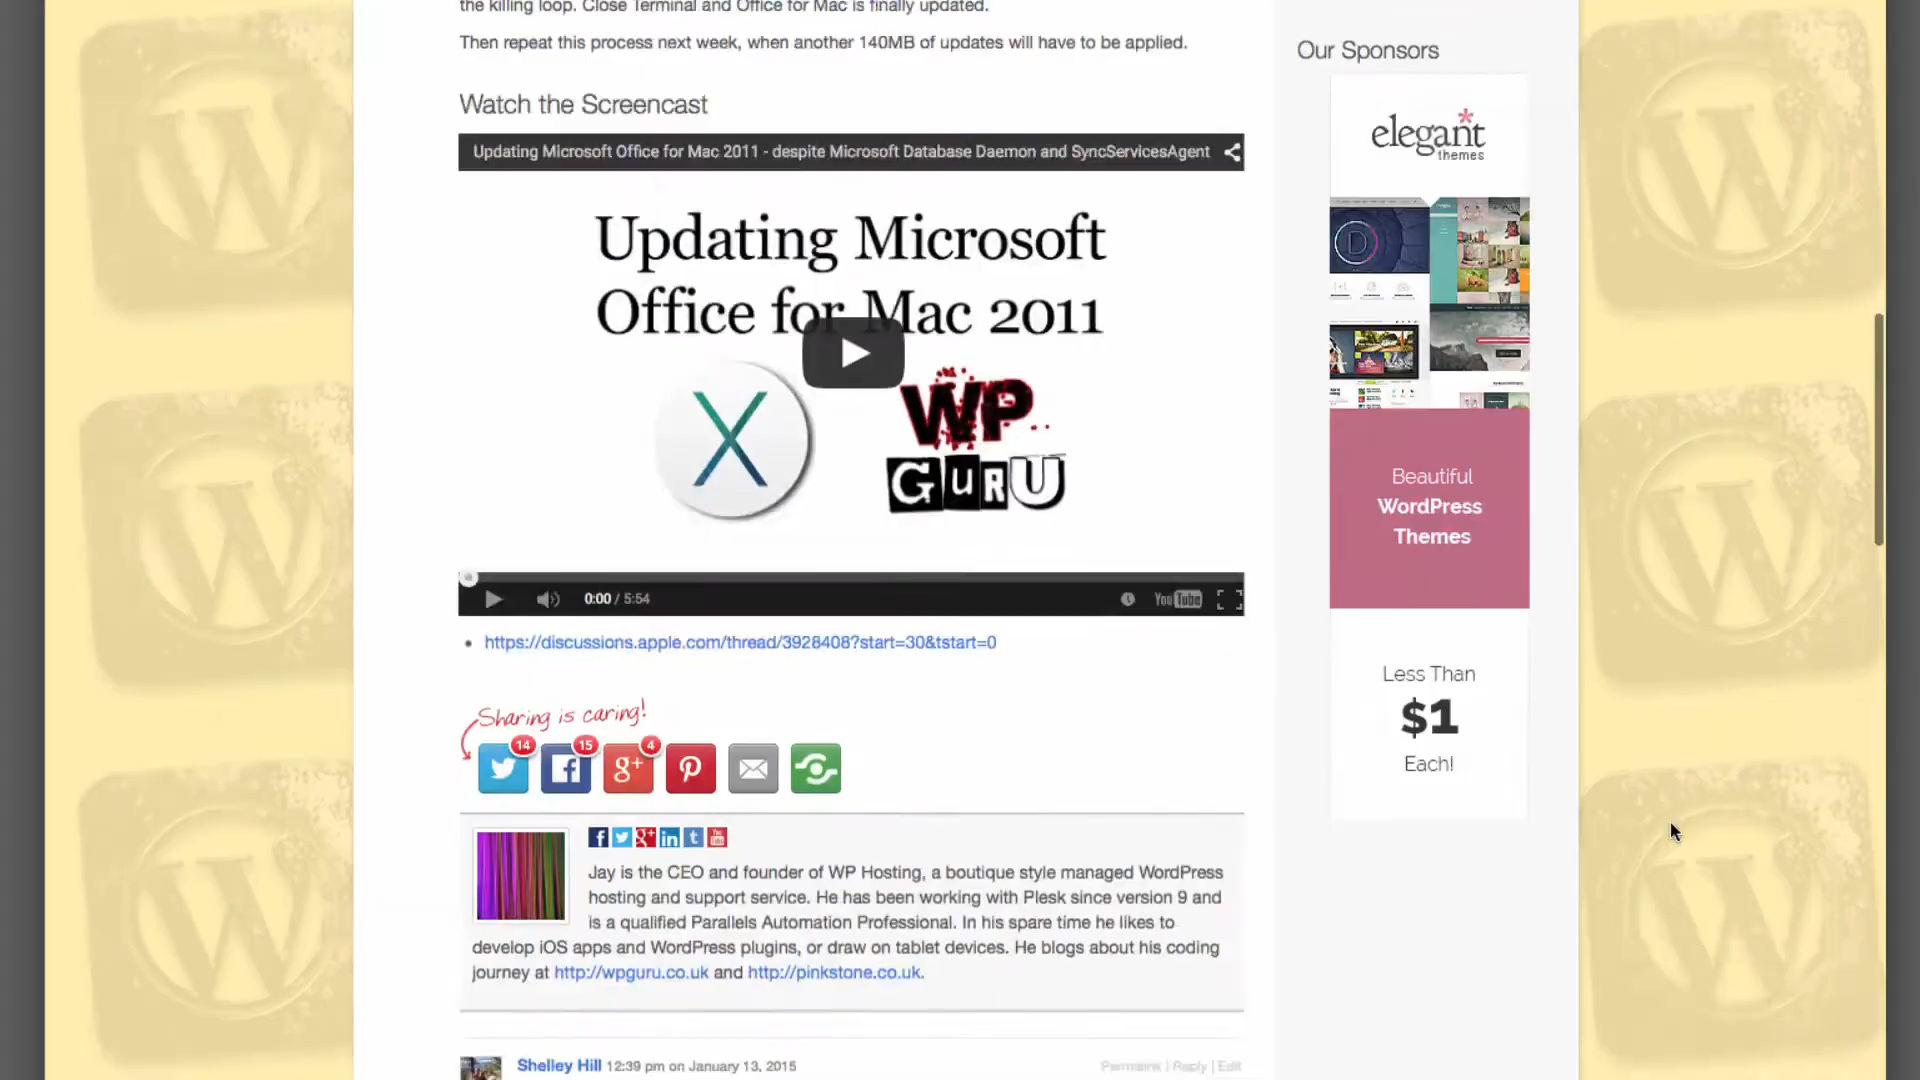 the killing loop. Close Terminal and Office for Mac is finally updated.
Then repeat this process next week, when another 140MB of updates will have to be applied.
Our Sponsors
elegant
themes
Watch the Screencast
Updating Microsoft Office for Mac 2011 - despite Microsoft Database Daemon and SyncServicesAgent
Updating Microsoft
Office for Mac 2011
X
WP
GURU
0:00 / 5:54
YouTube
Beautiful
WordPress
Themes
Less Than
$1
Each!
https://discussions.apple.com/thread/3928408?start=30&tstart=0
Sharing is caring!
14
15
4
Jay is the CEO and founder of WP Hosting, a boutique style managed WordPress
hosting and support service. He has been working with Plesk since version 9 and
is a qualified Parallels Automation Professional. In his spare time he likes to
develop iOS apps and WordPress plugins, or draw on tablet devices. He blogs about his coding
journey at http://wpguru.co.uk and http://pinkstone.co.uk.
Shelley Hill 12:39 pm on January 13, 2015
Permalink | Reply | Edit